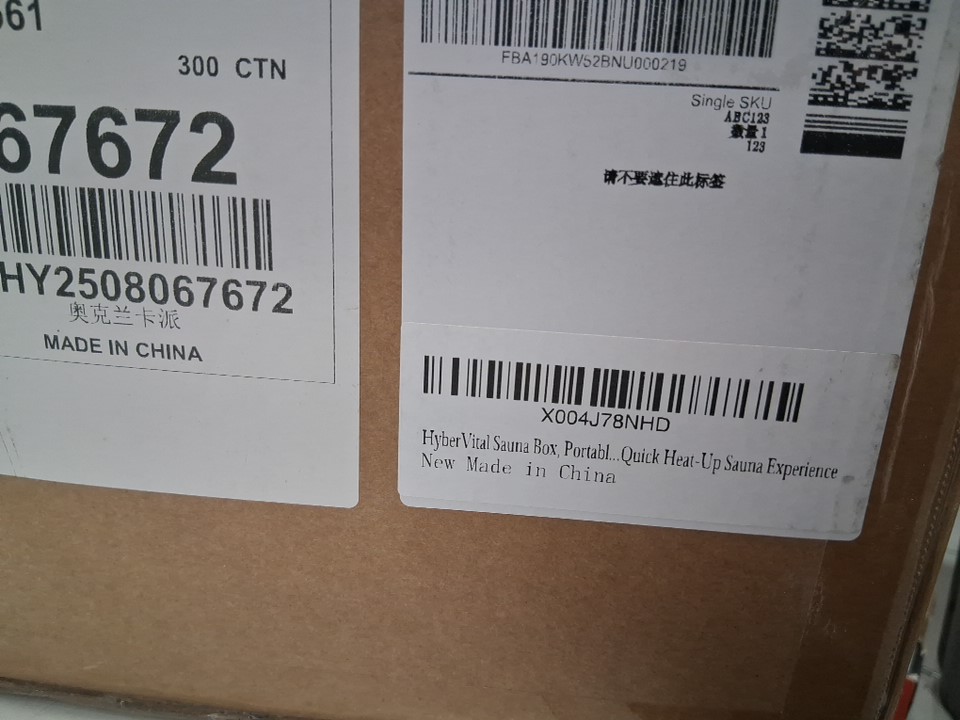 661
300 CTN
67672
HY2508067672
奥克兰卡派
MADE IN CHINA
FBA190KW52BNU000219
Single SKU
ABC123
数量 1
123
请不要遮住此标签
X004J78NHD
HyberVital Sauna Box, Portabl...Quick Heat-Up Sauna Experience
New Made in China